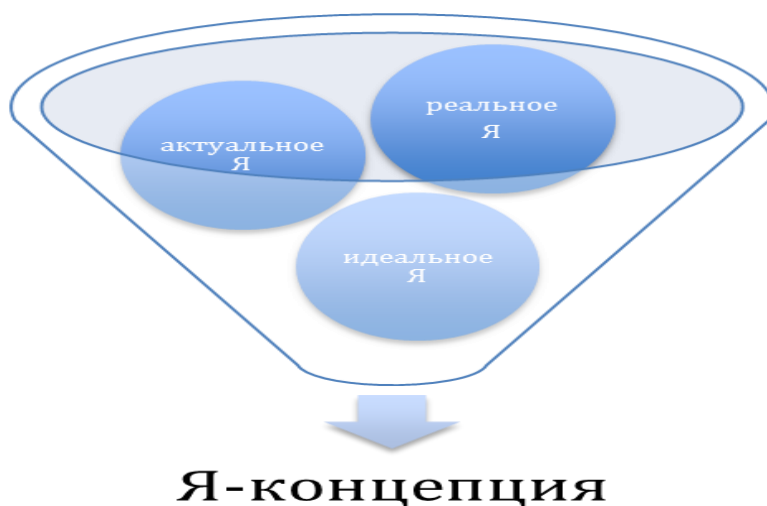 реальное
Я
актуальное
Я
идеальное
Я
Я-концепция